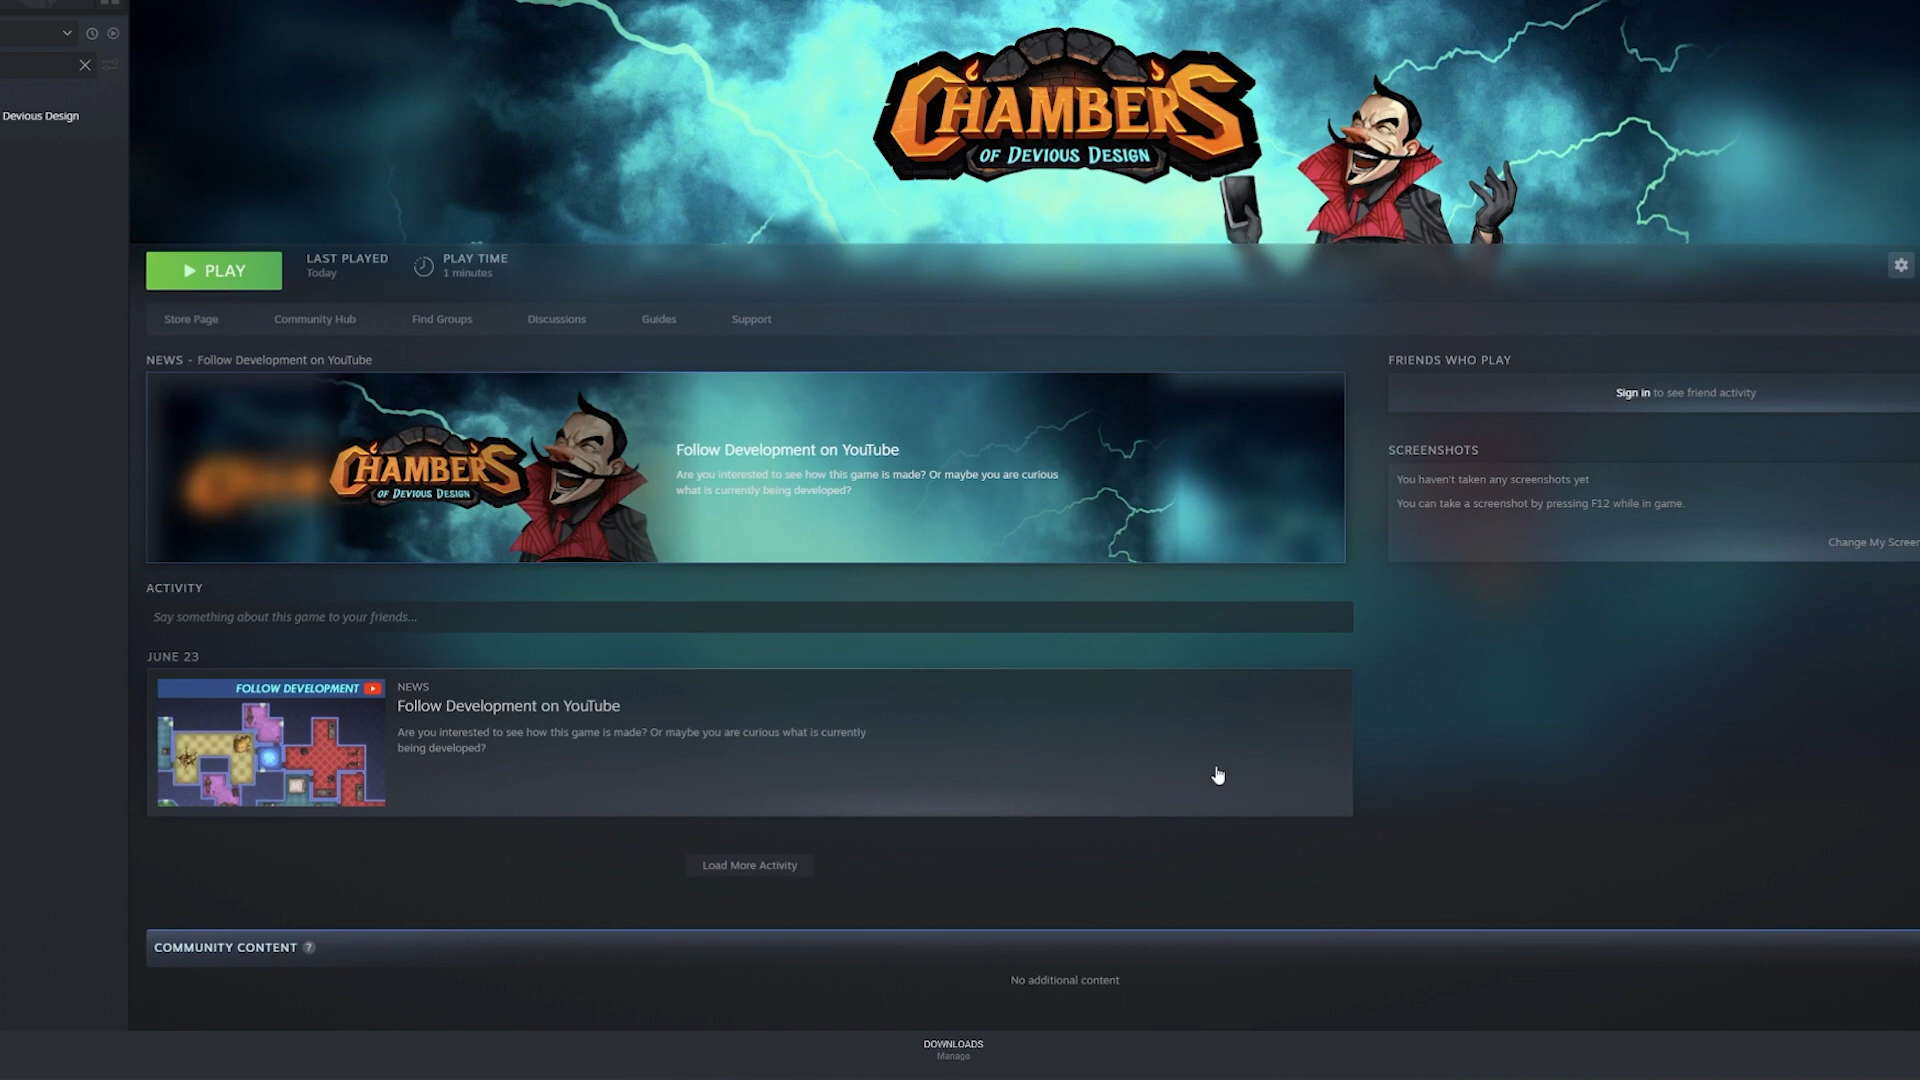 Devious Design
CHAMBERS
OF DEVIOUS DESIGN
PLAY
LAST PLAYED
Today
PLAY TIME
1 minutes
Store Page
Community Hub
Find Groups
Discussions
Guides
Support
NEWS - Follow Development on YouTube
CHAMBERS
OF DEVIOUS DESIGN
Follow Development on YouTube
Are you interested to see how this game is made? Or maybe you are curious
what is currently being developed?
ACTIVITY
Say something about this game to your friends...
JUNE 23
FOLLOW DEVELOPMENT
NEWS
Follow Development on YouTube
Are you interested to see how this game is made? Or maybe you are curious what is currently
being developed?
Load More Activity
FRIENDS WHO PLAY
Sign in to see friend activity
SCREENSHOTS
You haven't taken any screenshots yet
You can take a screenshot by pressing F12 while in game.
Change My Screen
COMMUNITY CONTENT ?
No additional content
DOWNLOADS
Manage